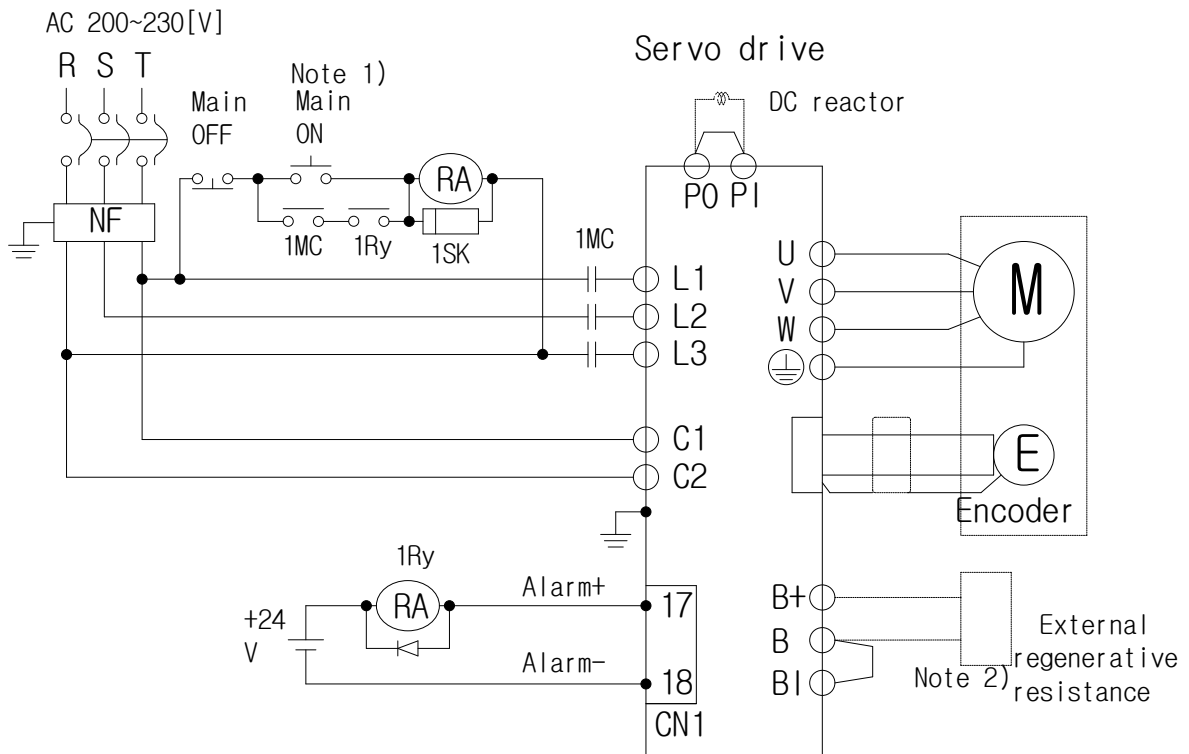 AC 200~230[V]
R S T
Note 1)
Main
OFF
Main
ON
Servo drive
DC reactor
RA
PO PI
NF
1MC 1Ry
1SK
1MC
L1
L2
L3
C1
C2
U
V
W
M
E
Encoder
1Ry
RA
+24
V
Alarm+
Alarm-
17
18
CN1
B+
B
BI
Note 2)
External
regenerative
resistance